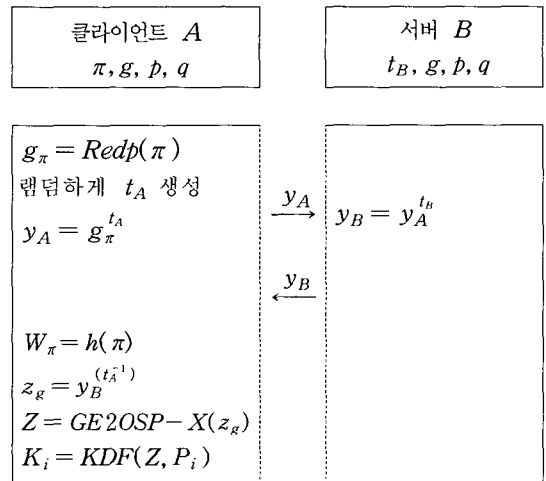 클라이언트 A
π, g, p, q
서버 B
t_B, g, p, q
g_π = Redp(π)
랜덤하게 t_A 생성
y_A = g_π^{t_A}
y_A
y_B = y_A^{t_B}
y_B
W_π = h(π)
z_g = y_B^{(t_A^{-1})}
Z = GE2OSP-X(z_g)
K_i = KDF(Z, P_i)